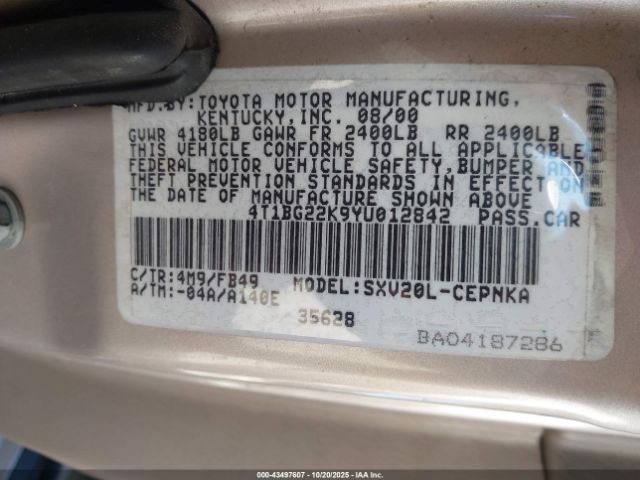 MFD.BY:TOYOTA MOTOR MANUFACTURING,
KENTUCKY,INC. 08/00
GVWR 4180LB GAWR FR 2400LB RR 2400LB
THIS VEHICLE CONFORMS TO ALL APPLICABLE
FEDERAL MOTOR VEHICLE SAFETY,BUMPER AND
THEFT PREVENTION STANDARDS IN EFFECT ON
THE DATE OF MANUFACTURE SHOWN ABOVE
4T1BG22K9YU012842 PASS.CAR
C/TR:4M9/FB49 MODEL:SXV20L-CEPNKA
A/TM:-04A/A140E
35628
BA04187286
000-43497607 - 10/20/2025 - IAAI.COM